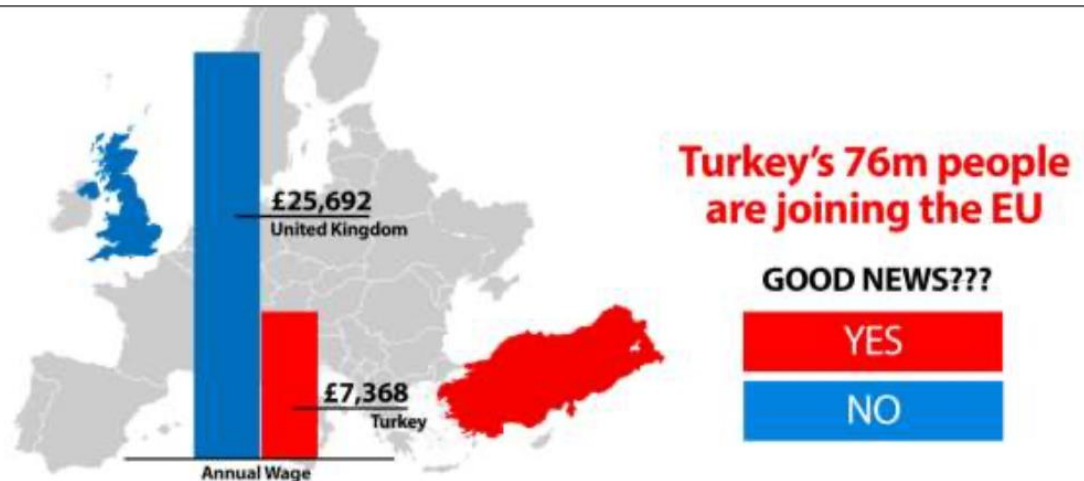 £25,692
United Kingdom
£7,368
Turkey
Annual Wage
Turkey's 76m people
are joining the EU
GOOD NEWS???
YES
NO